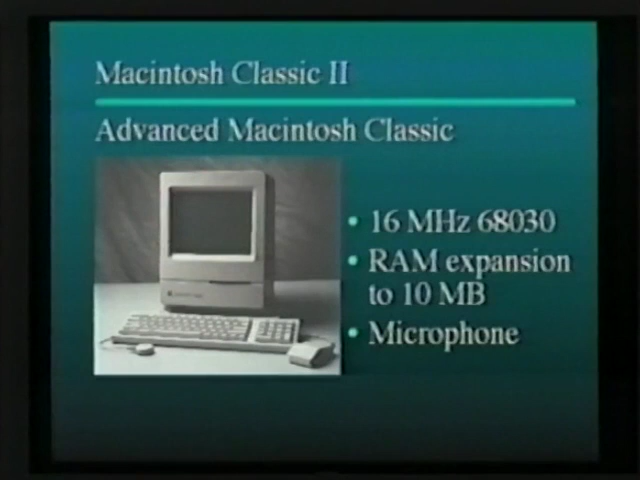 Macintosh Classic II
Advanced Macintosh Classic
• 16 MHz 68030
• RAM expansion
to 10 MB
• Microphone